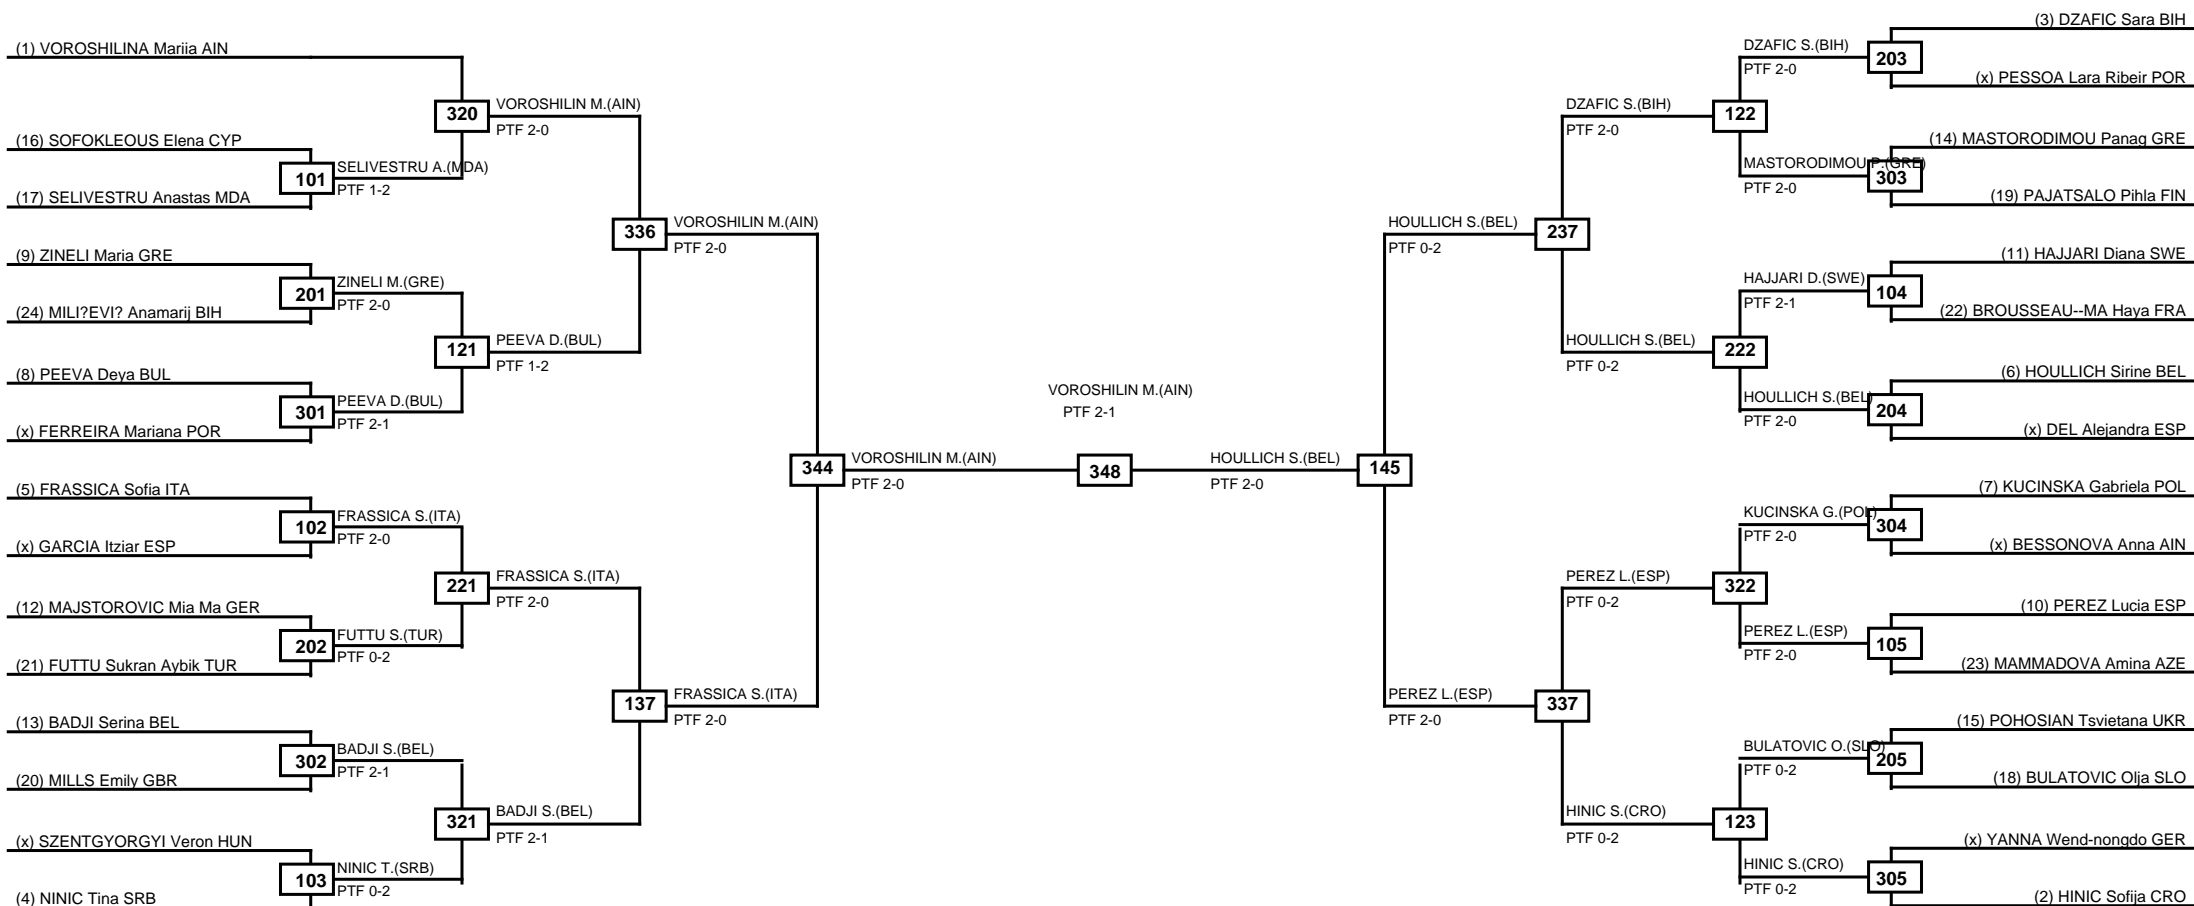 (1) VOROSHILINA Mariia AIN
(16) SOFOKLEOUS Elena CYP
(17) SELIVESTRU Anastas MDA
(9) ZINELI Maria GRE
(24) MILI?EVI? Anamarij BIH
(8) PEEVA Deya BUL
(x) FERREIRA Mariana POR
(5) FRASSICA Sofia ITA
(x) GARCIA Itziar ESP
(12) MAJSTOROVIC Mia Ma GER
(21) FUTTU Sukran Aybik TUR
(13) BADJI Serina BEL
(20) MILLS Emily GBR
(x) SZENTGYORGYI Veron HUN
(4) NINIC Tina SRB
101
SELIVESTRU A.(MDA)
PTF 1-2
201
ZINELI M.(GRE)
PTF 2-0
301
PEEVA D.(BUL)
PTF 2-1
102
FRASSICA S.(ITA)
PTF 2-0
202
FUTTU S.(TUR)
PTF 0-2
302
BADJI S.(BEL)
PTF 2-1
103
NINIC T.(SRB)
PTF 0-2
320
VOROSHILIN M.(AIN)
PTF 2-0
121
PEEVA D.(BUL)
PTF 1-2
221
FRASSICA S.(ITA)
PTF 2-0
321
BADJI S.(BEL)
PTF 2-1
336
VOROSHILIN M.(AIN)
PTF 2-0
137
FRASSICA S.(ITA)
PTF 2-0
344
VOROSHILIN M.(AIN)
PTF 2-0
VOROSHILIN M.(AIN)
PTF 2-1
348
HOULLICH S.(BEL)
PTF 2-0
145
HOULLICH S.(BEL)
PTF 0-2
237
PEREZ L.(ESP)
PTF 2-0
337
DZAFIC S.(BIH)
PTF 2-0
122
HOULLICH S.(BEL)
PTF 0-2
222
PEREZ L.(ESP)
PTF 0-2
322
HINIC S.(CRO)
PTF 0-2
123
DZAFIC S.(BIH)
PTF 2-0
203
MASTORODIMOU P.(GRE)
PTF 2-0
303
HAJJARI D.(SWE)
PTF 2-1
104
HOULLICH S.(BEL)
PTF 2-0
204
KUCINSKA G.(POL)
PTF 2-0
304
PEREZ L.(ESP)
PTF 2-0
105
BULATOVIC O.(SLO)
PTF 0-2
205
HINIC S.(CRO)
PTF 0-2
305
(3) DZAFIC Sara BIH
(x) PESSOA Lara Ribeir POR
(14) MASTORODIMOU Panag GRE
(19) PAJATSALO Pihla FIN
(11) HAJJARI Diana SWE
(22) BROUSSEAU--MA Haya FRA
(6) HOULLICH Sirine BEL
(x) DEL Alejandra ESP
(7) KUCINSKA Gabriela POL
(x) BESSONOVA Anna AIN
(10) PEREZ Lucia ESP
(23) MAMMADOVA Amina AZE
(15) POHOSIAN Tsvietana UKR
(18) BULATOVIC Olja SLO
(x) YANNA Wend-nongdo GER
(2) HINIC Sofija CRO